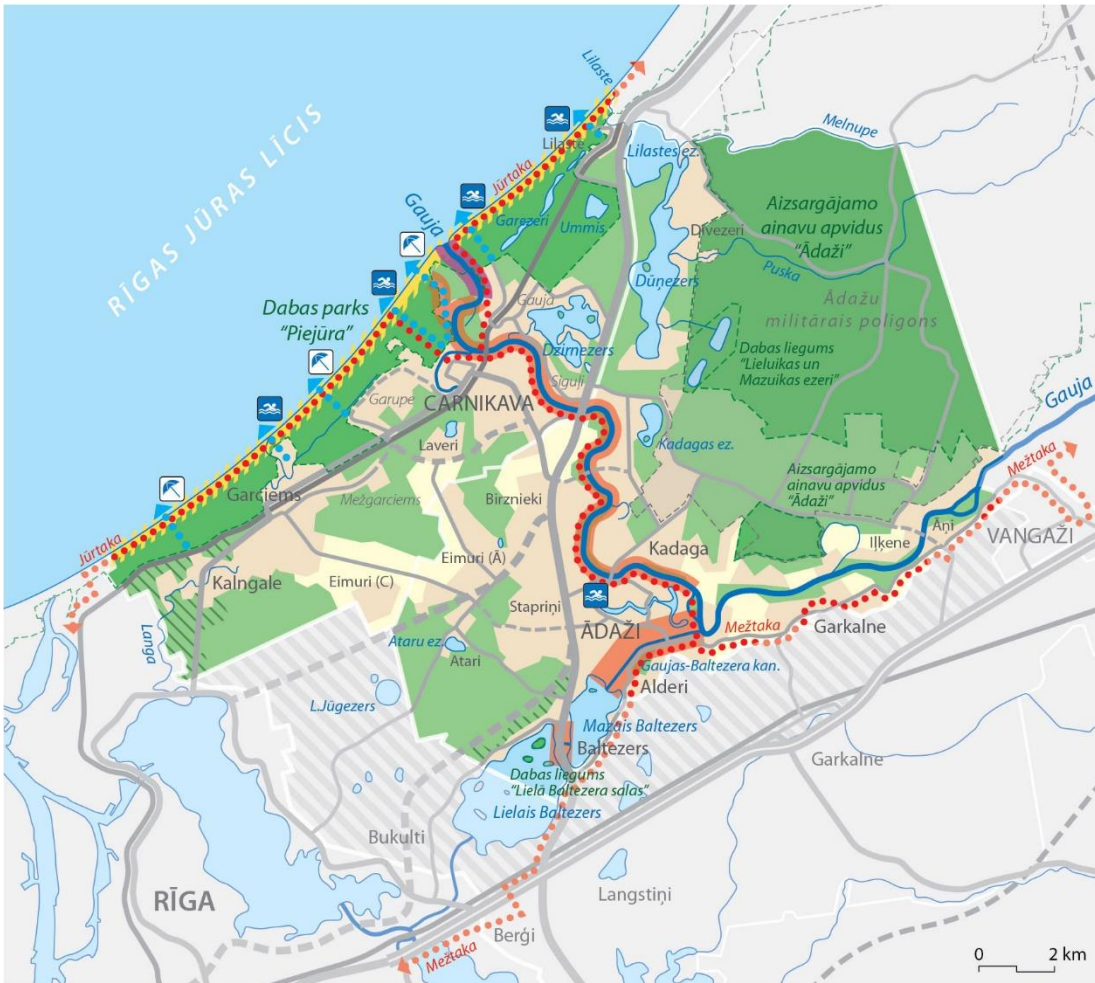 Lilaste
RĪGAS JŪRAS LĪCIS
Melnupe
Lilaste
Lilastes ez.
Jūrtaka
Gauja
Garezeri
Ummis
Aizsargājamo
ainavu apvidus
"Ādaži"
Divezeri
Puska
Dūņezers
Gauja
Ādažu
militārais poligons
Dabas parks
"Piejūra"
Dzirnezers
Dabas liegums
"Lieluikas un
Mazuikas ezeri"
Siguļi
Garupe
CARNIKAVA
Gauja
Laveri
Kadagas ez.
Mežtaka
Garciems
Mežgarciems
Birznieki
Aizsargājamo
ainavu apvidus
"Ādaži"
Āņi
Iļķene
VANGAŽI
Jūrtaka
Kadaga
Kalngale
Eimuri (C)
Eimuri (Ā)
Stapriņi
Langa
ĀDAŽI
Mežtaka
Garkalne
Ataru ez.
Atari
Gaujas-Baltezera kan.
Alderi
L.Jūgezers
Mazais Baltezers
Baltezers
Garkalne
Dabas liegums
"Lielā Baltezera salas"
Lielais Baltezers
Bukulti
RĪGA
Langstiņi
Berģi
Mežtaka
0 2 km